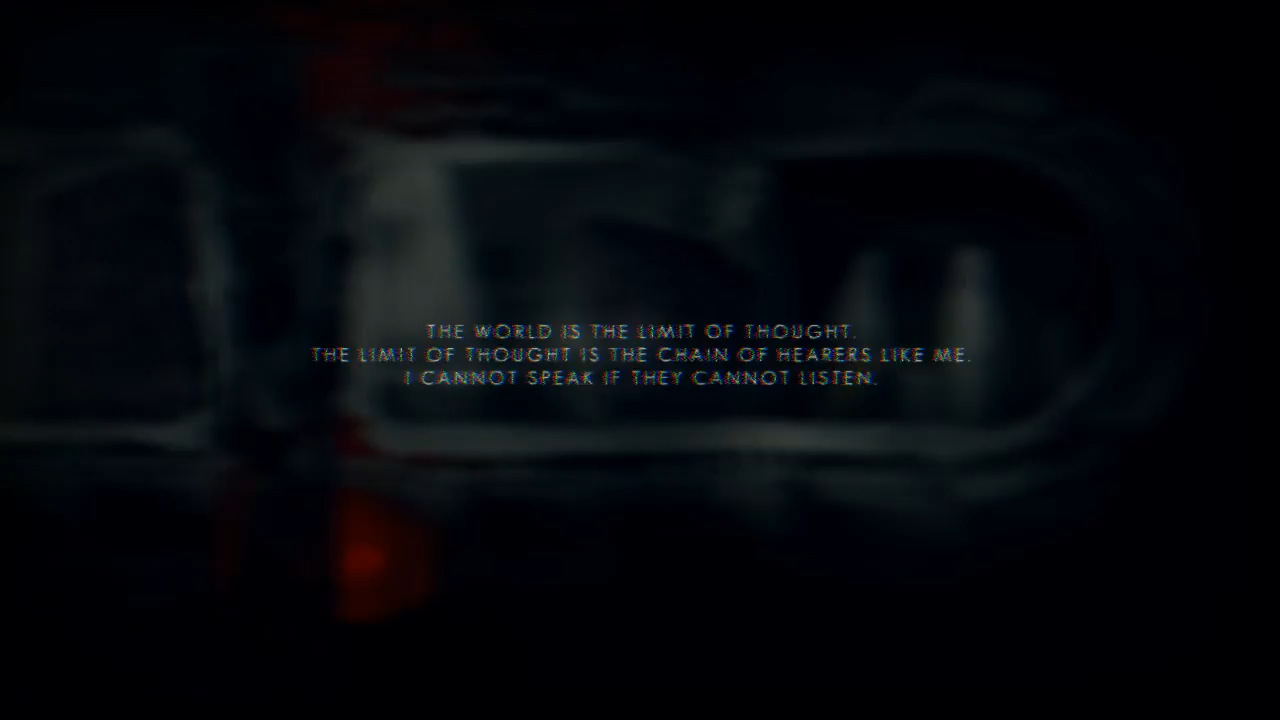 THE WORLD IS THE LIMIT OF THOUGHT.
THE LIMIT OF THOUGHT IS THE CHAIN OF HEARERS LIKE ME.
I CANNOT SPEAK IF THEY CANNOT LISTEN.